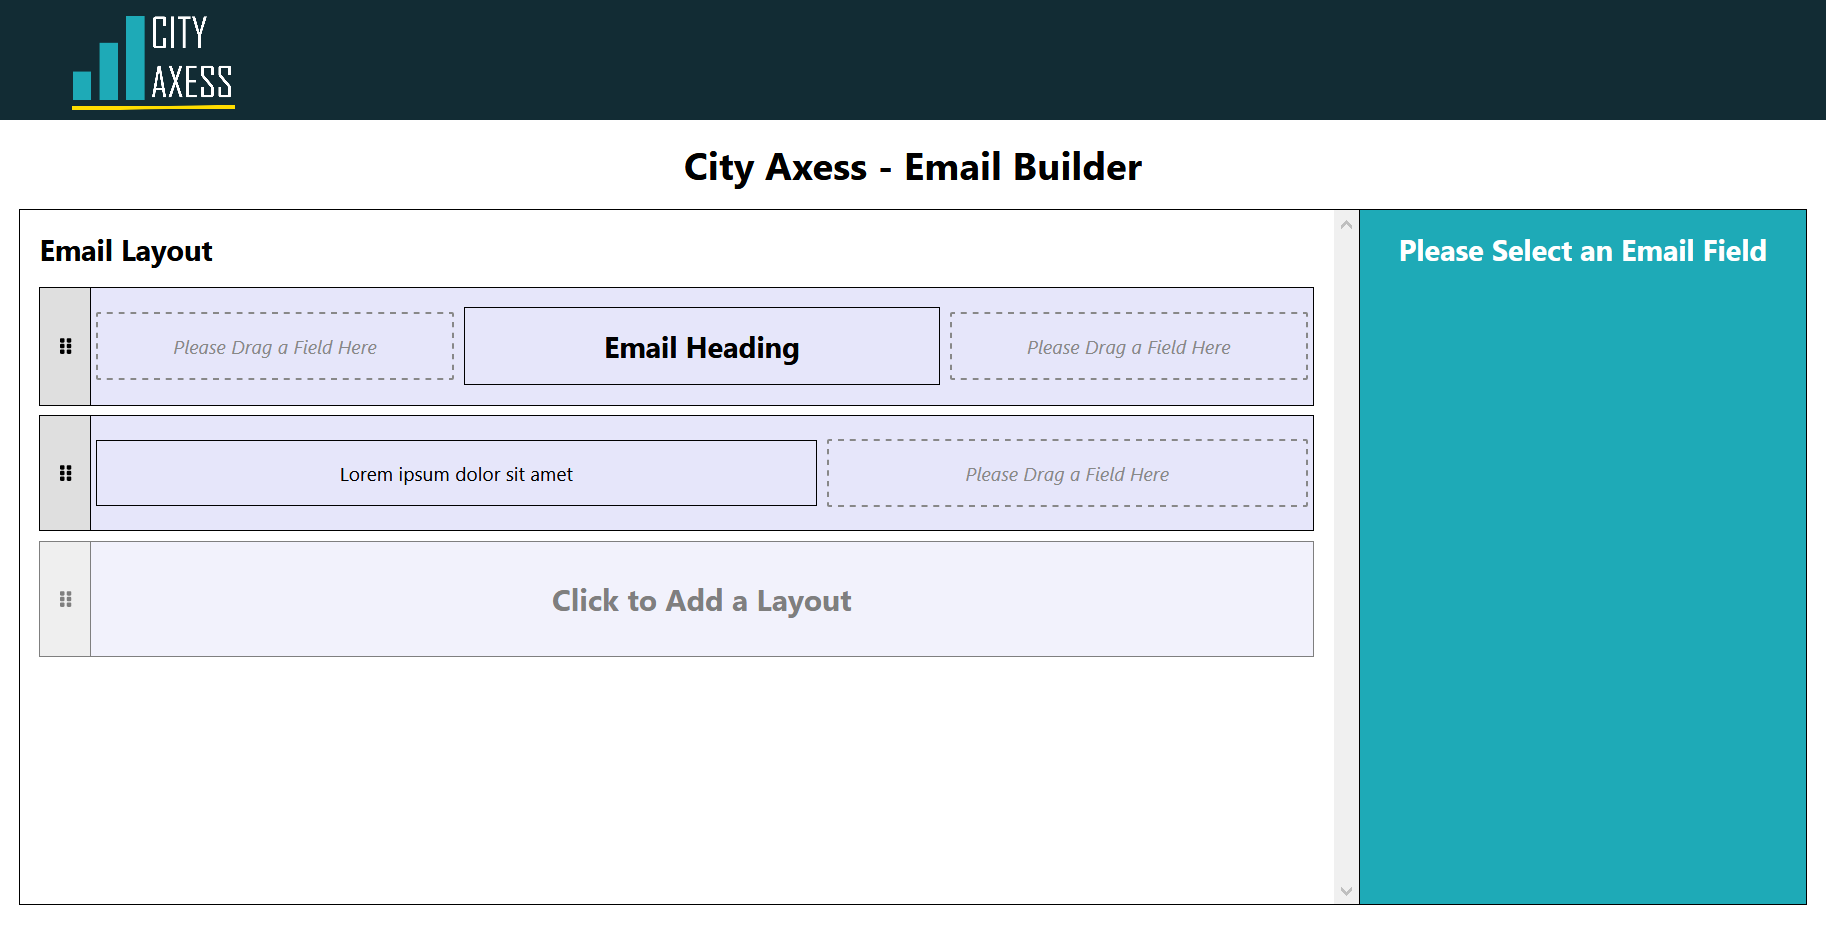 CITY
AXESS
City Axess - Email Builder
Email Layout
Please Select an Email Field
Please Drag a Field Here
Email Heading
Please Drag a Field Here
Lorem ipsum dolor sit amet
Please Drag a Field Here
Click to Add a Layout